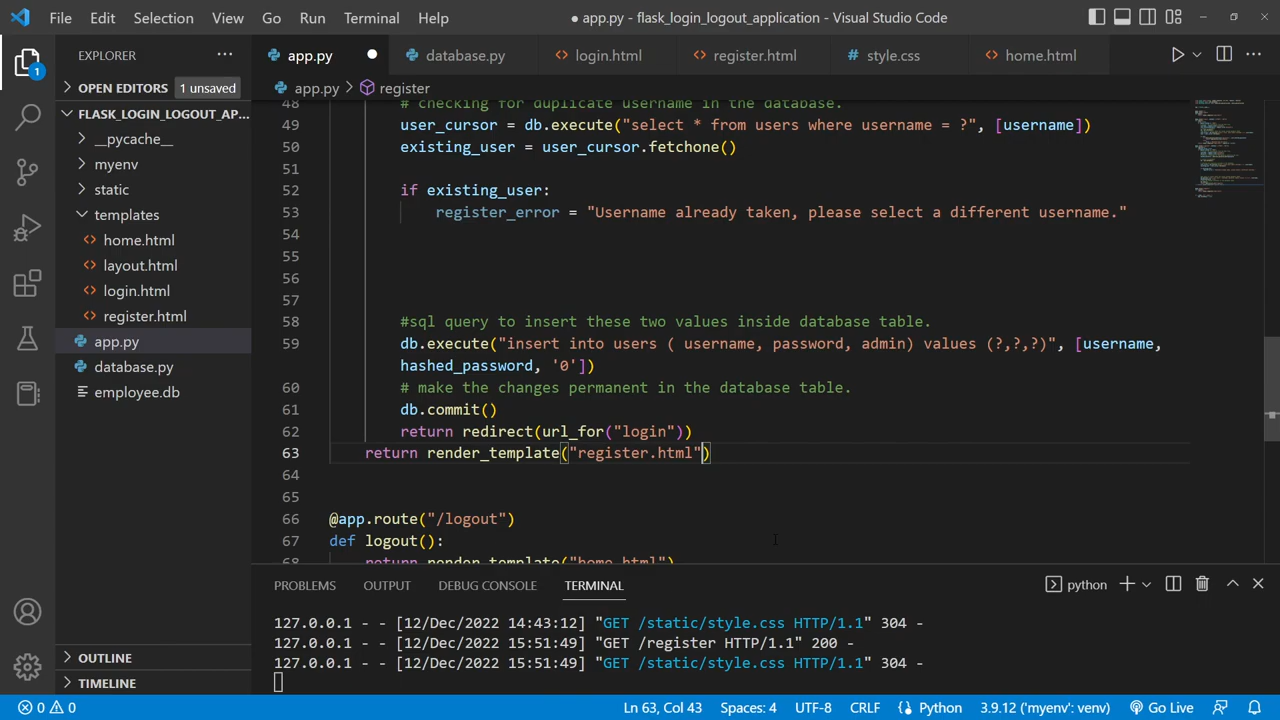 File Edit Selection View Go Run Terminal Help
● app.py - flask_login_logout_application - Visual Studio Code
EXPLORER
app.py database.py login.html register.html style.css home.html
OPEN EDITORS 1 unsaved
app.py > register
FLASK_LOGIN_LOGOUT_AP...
__pycache__
myenv
static
templates
home.html
layout.html
login.html
register.html
app.py
database.py
employee.db
OUTLINE
TIMELINE
1
48 # checking for duplicate username in the database.
49 user_cursor = db.execute("select * from users where username = ?", [username])
50 existing_user = user_cursor.fetchone()
51
52 if existing_user:
53 register_error = "Username already taken, please select a different username."
54
55
56
57
58 #sql query to insert these two values inside database table.
59 db.execute("insert into users ( username, password, admin) values (?,?,?)", [username,
hashed_password, '0'])
60 # make the changes permanent in the database table.
61 db.commit()
62 return redirect(url_for("login"))
63 return render_template("register.html")
64
65
66 @app.route("/logout")
67 def logout():
68 return render_template("home.html")
PROBLEMS OUTPUT DEBUG CONSOLE TERMINAL
python
127.0.0.1 - - [12/Dec/2022 14:43:12] "GET /static/style.css HTTP/1.1" 304 -
127.0.0.1 - - [12/Dec/2022 15:51:49] "GET /register HTTP/1.1" 200 -
127.0.0.1 - - [12/Dec/2022 15:51:49] "GET /static/style.css HTTP/1.1" 304 -
0 0 Ln 63, Col 43 Spaces: 4 UTF-8 CRLF Python 3.9.12 ('myenv': venv) Go Live